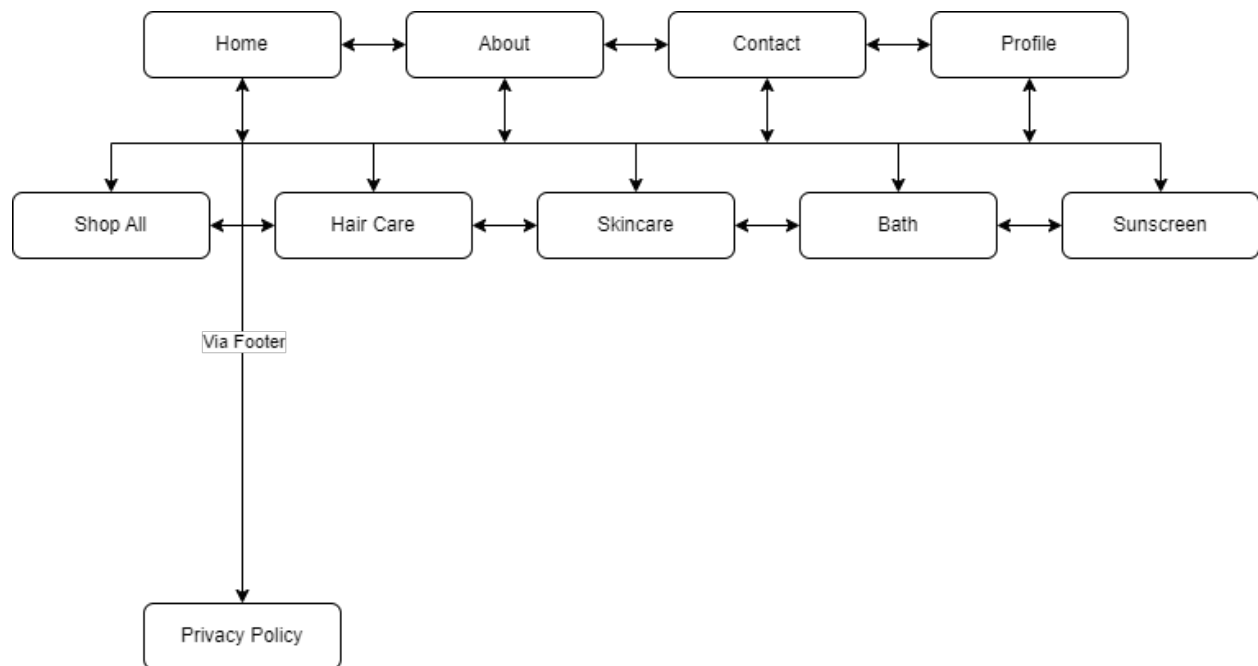 Home
About
Contact
Profile
Shop All
Hair Care
Skincare
Bath
Sunscreen
Via Footer
Privacy Policy